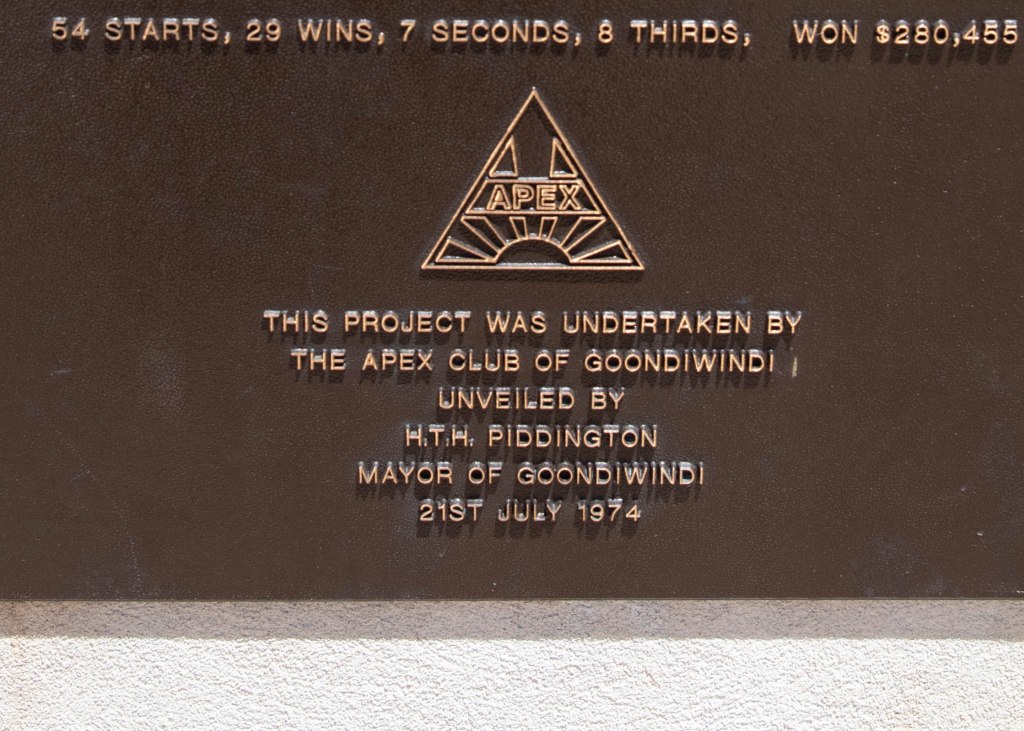 54 STARTS, 29 WINS, 7 SECONDS, 8 THIRDS, WON $280,455
APEX
THIS PROJECT WAS UNDERTAKEN BY
THE APEX CLUB OF GOONDIWINDI
UNVEILED BY
H.T.H. PIDDINGTON
MAYOR OF GOONDIWINDI
21ST JULY 1974